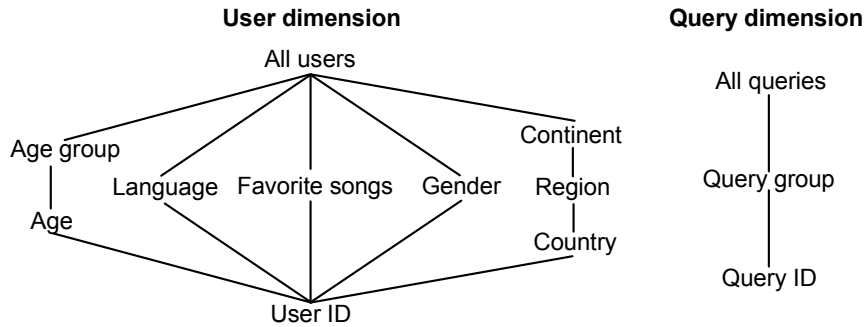 User dimension
Query dimension
All users
All queries
Continent
Age group
Language
Favorite songs
Gender
Region
Query group
Age
Country
Query ID
User ID